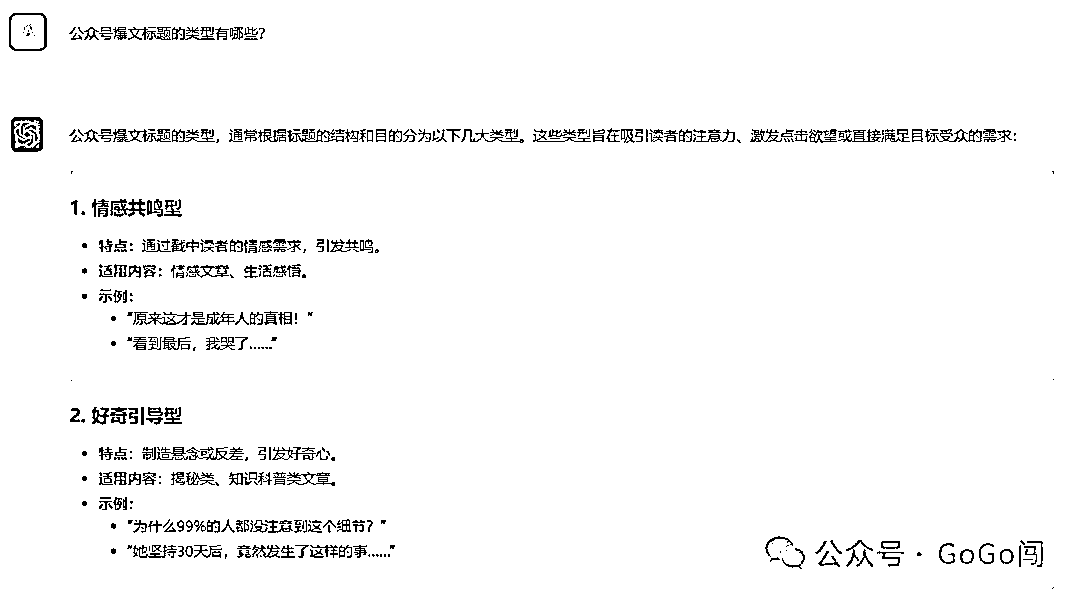 公众号爆文标题的类型有哪些?
公众号爆文标题的类型，通常根据标题的结构和目的分为以下几大类型。这些类型旨在吸引读者的注意力、激发点击欲望或直接满足目标受众的需求：
1. 情感共鸣型
• 特点：通过戳中读者的情感需求，引发共鸣。
• 适用内容：情感文章、生活感悟。
• 示例：
• "原来这才是成年人的真相！"
• "看到最后，我哭了……"
2. 好奇引导型
• 特点：制造悬念或反差，引发好奇心。
• 适用内容：揭秘类、知识科普类文章。
• 示例：
• "为什么99%的人都没注意到这个细节？"
• "她坚持30天后，竟然发生了这样的事……"
公众号 · GoGo闯